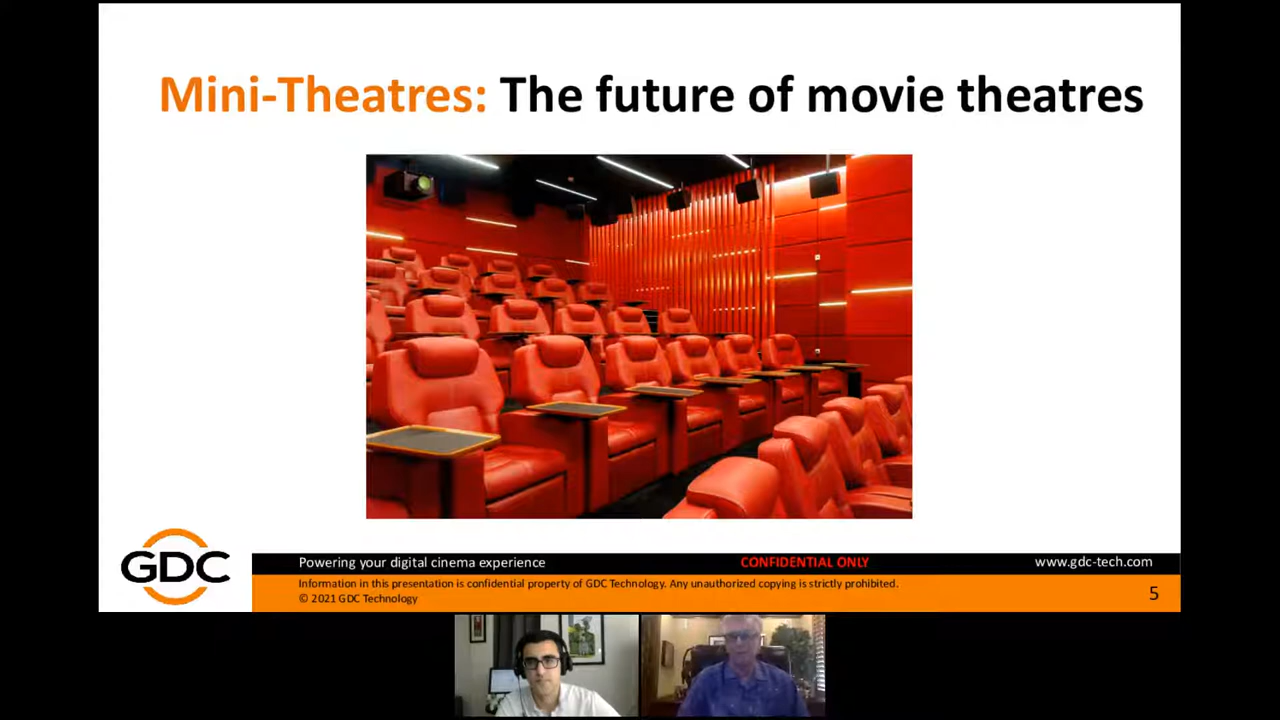 Mini-Theatres: The future of movie theatres
GDC
Powering your digital cinema experience
CONFIDENTIAL ONLY
www.gdc-tech.com
Information in this presentation is confidential property of GDC Technology. Any unauthorized copying is strictly prohibited.
© 2021 GDC Technology
5